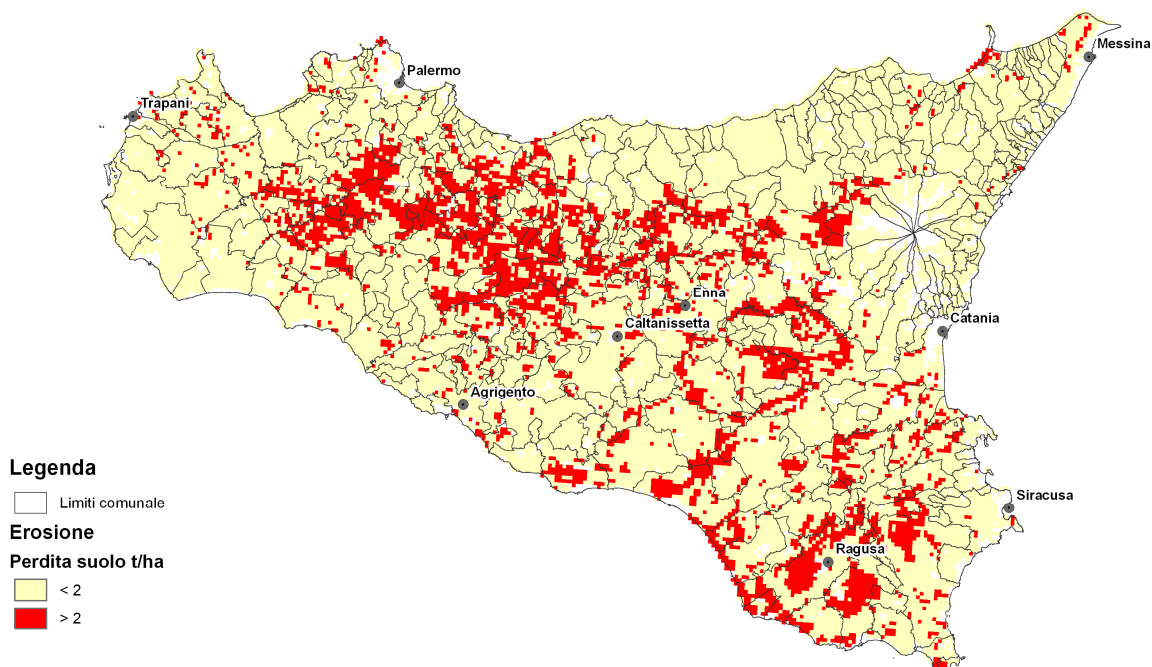 Messina
Palermo
Trapani
Enna
Catania
Caltanissetta
Agrigento
Siracusa
Ragusa
Legenda
Limiti comunale
Erosione
Perdita suolo t/ha
< 2
> 2